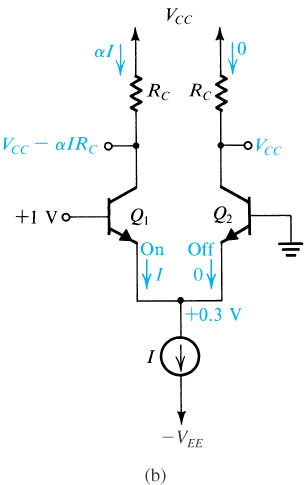 V_CC
αI 0
R_C R_C
V_CC − αIR_C V_CC
+1 V Q_1 Q_2
On Off
I 0
+0.3 V
I
−V_EE
(b)